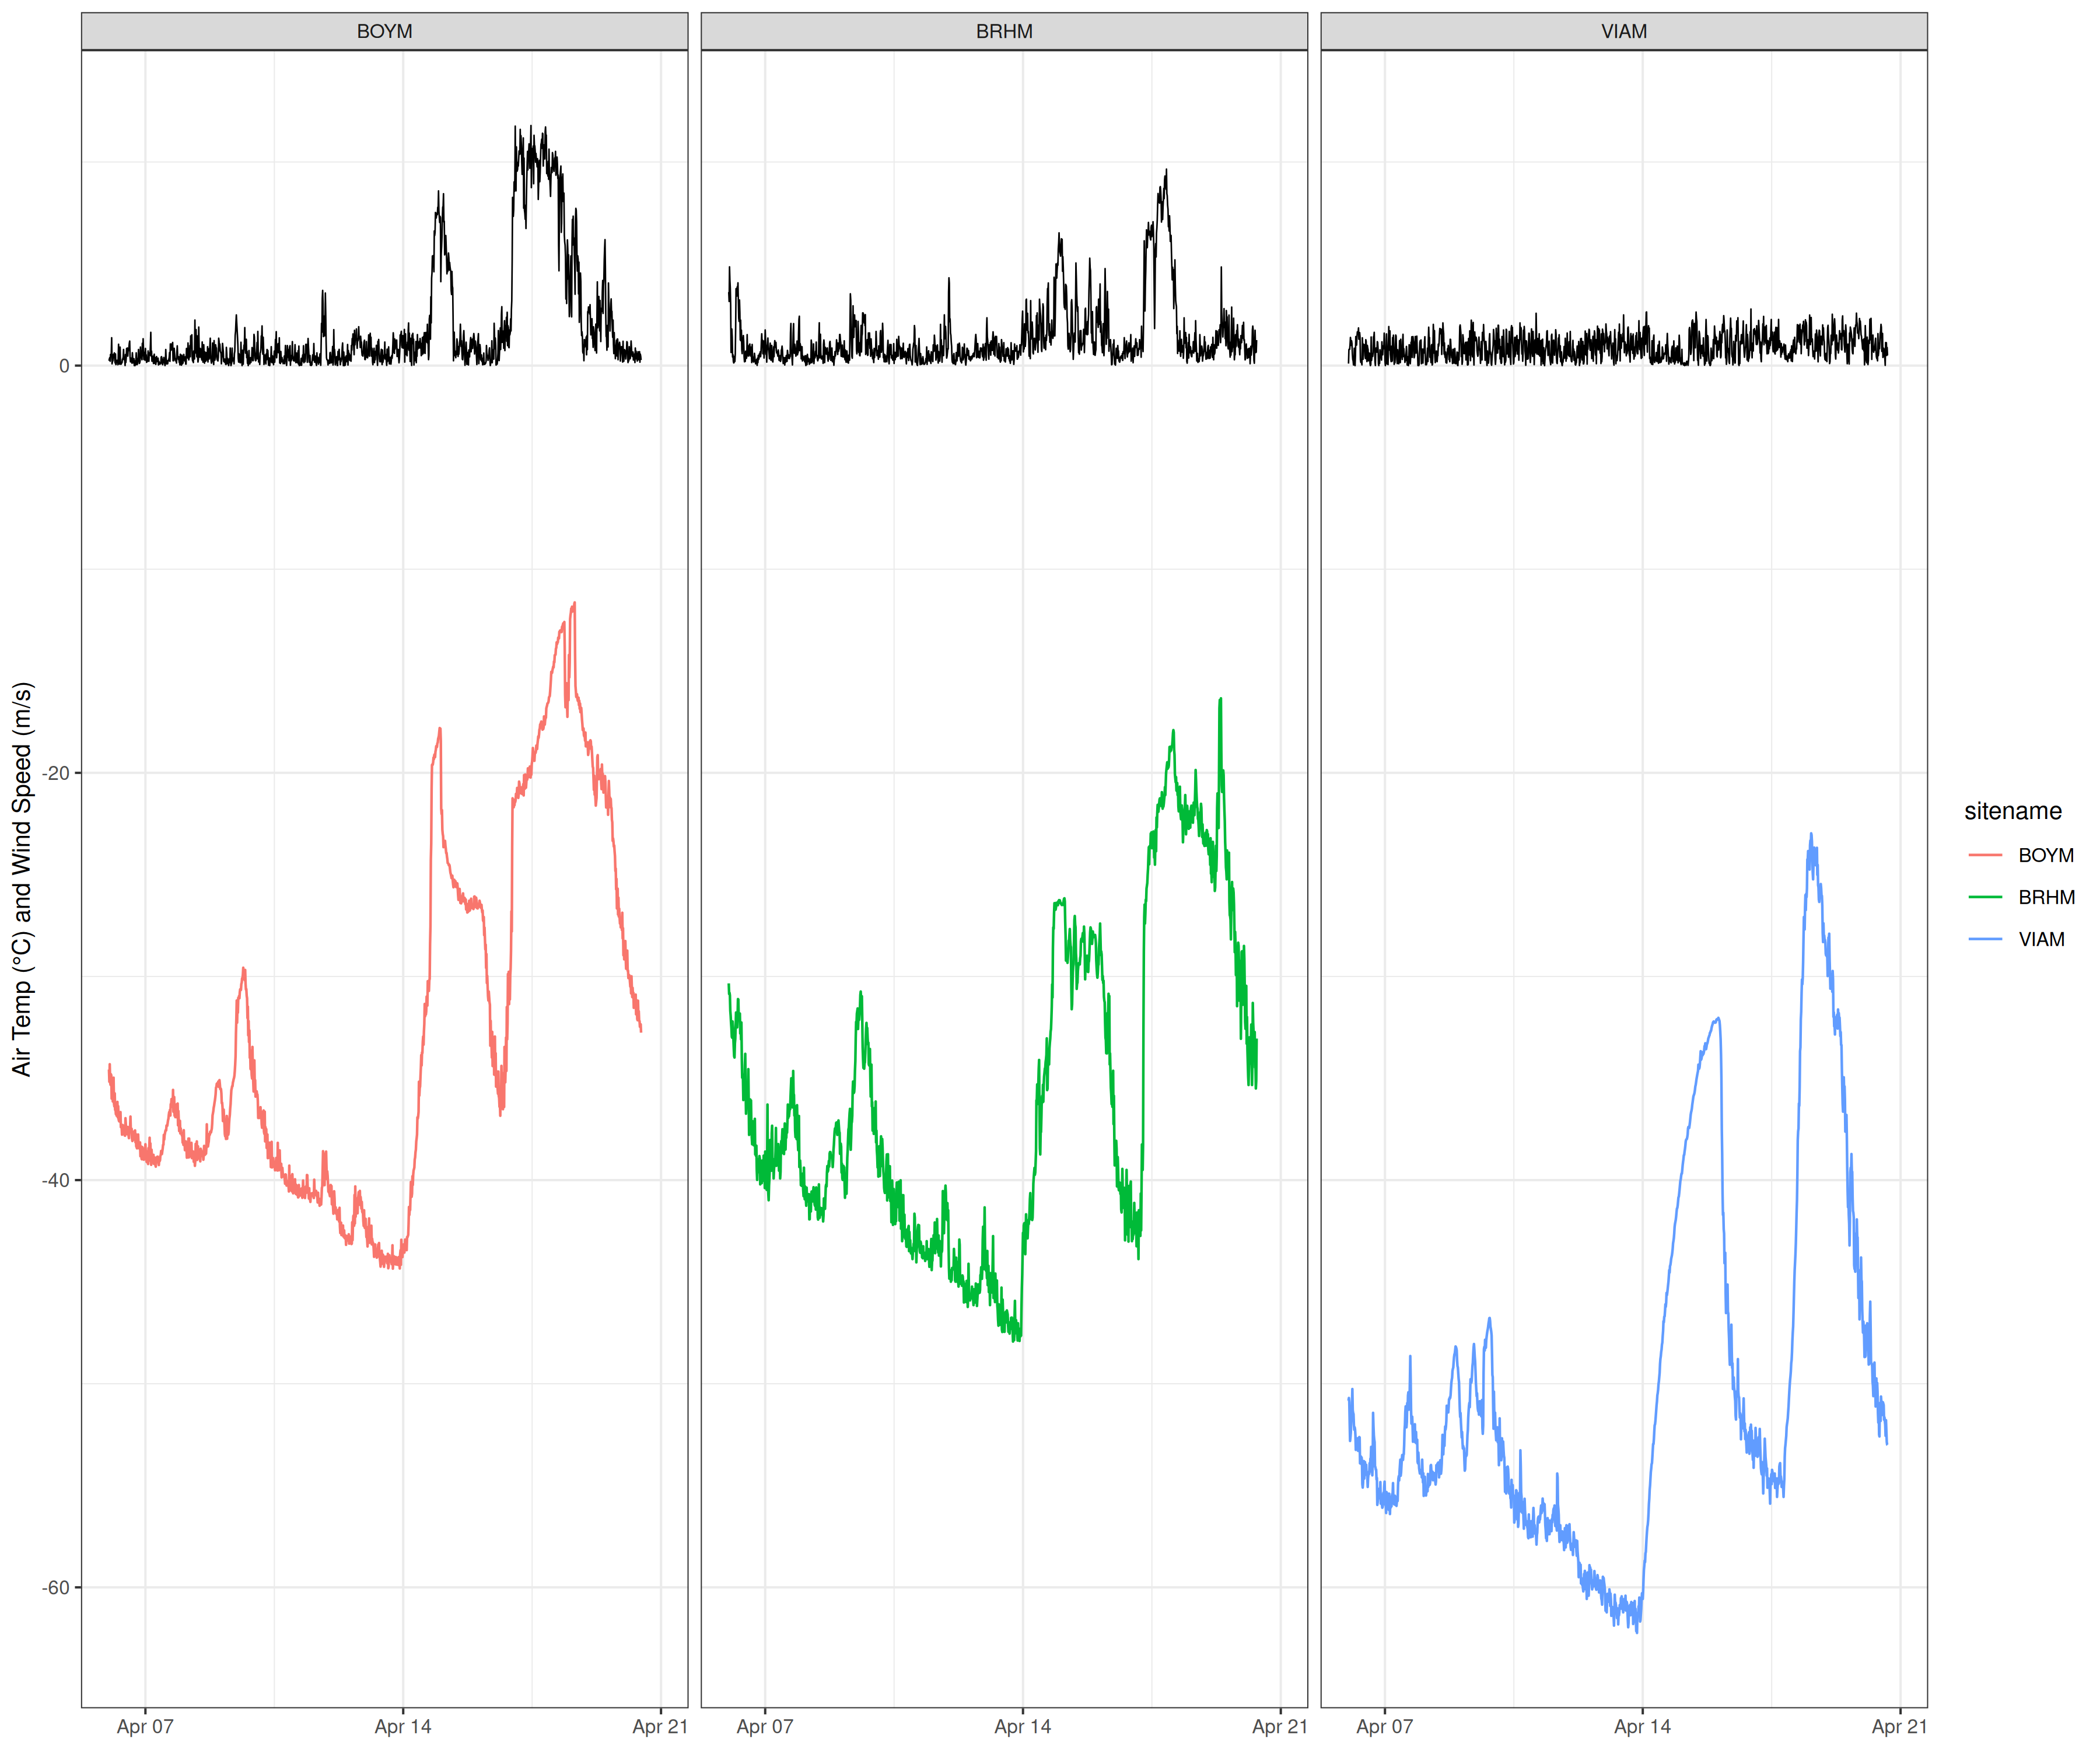 BOYM BRHM VIAM
0
-20
-40
-60
Air Temp (°C) and Wind Speed (m/s)
Apr 07 Apr 14 Apr 21 Apr 07 Apr 14 Apr 21 Apr 07 Apr 14 Apr 21
sitename
BOYM
BRHM
VIAM